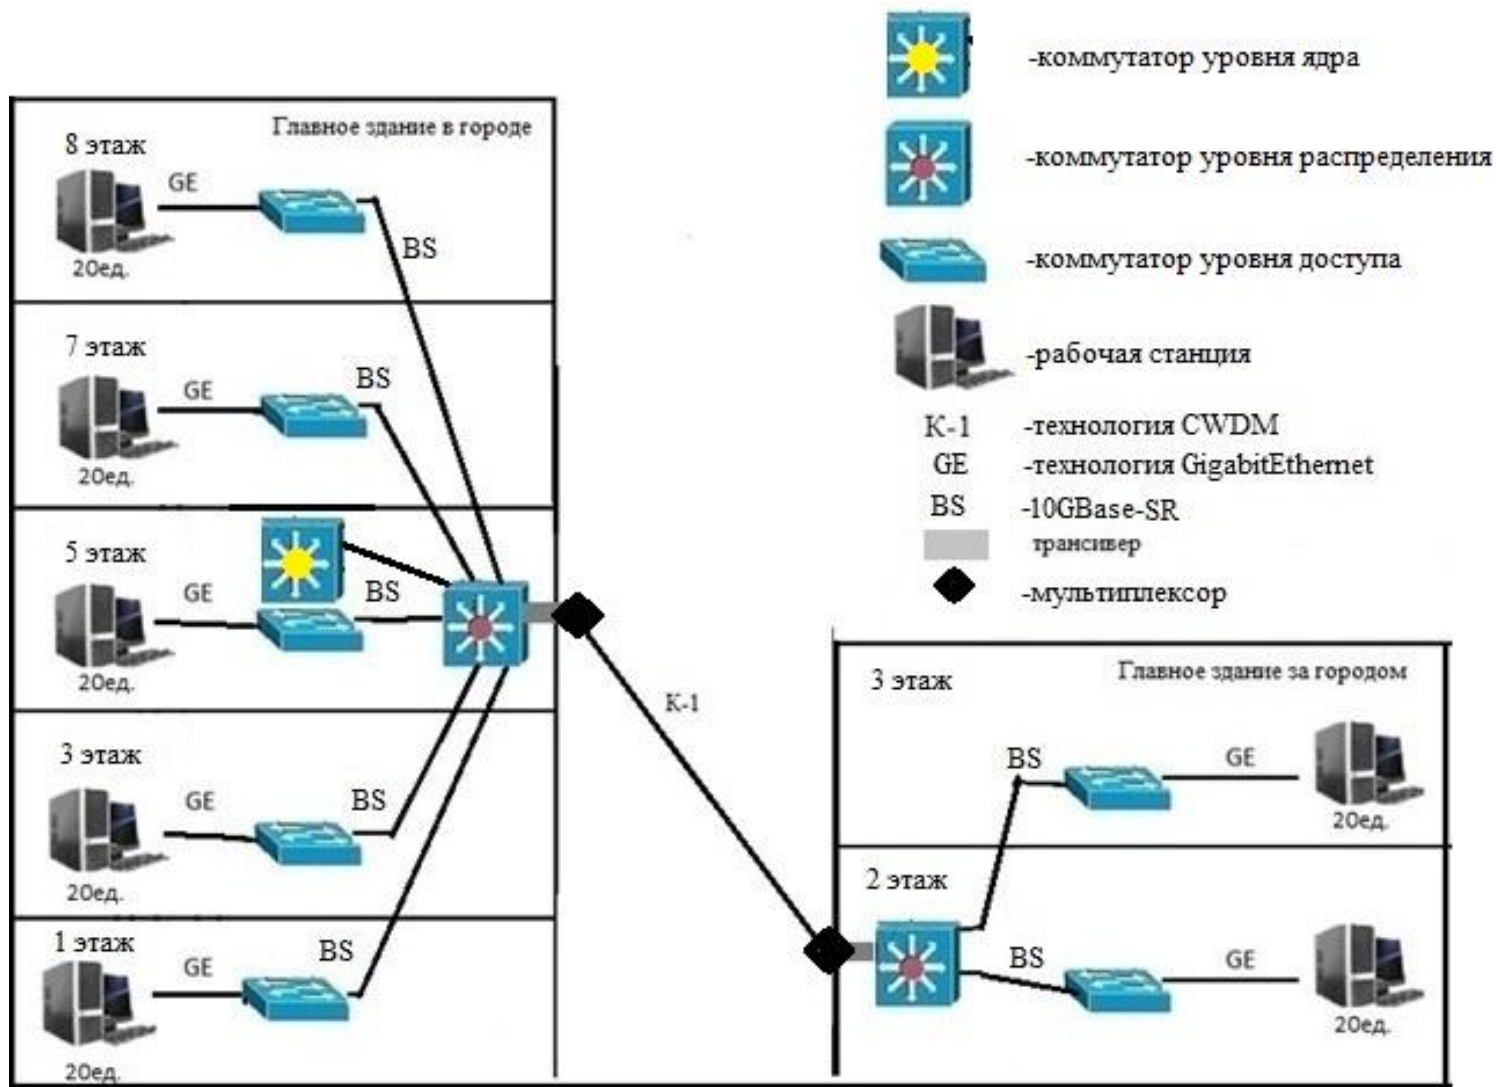 -коммутатор уровня ядра
-коммутатор уровня распределения
-коммутатор уровня доступа
-рабочая станция
K-1 -технология CWDM
GE -технология GigabitEthernet
BS -10GBase-SR
трансивер
-мультиплексор
Главное здание в городе
8 этаж
GE
BS
20ед.
7 этаж
GE
BS
20ед.
5 этаж
GE
BS
20ед.
3 этаж
GE
BS
20ед.
1 этаж
GE
BS
20ед.
K-1
Главное здание за городом
3 этаж
BS
GE
20ед.
2 этаж
BS
GE
20ед.